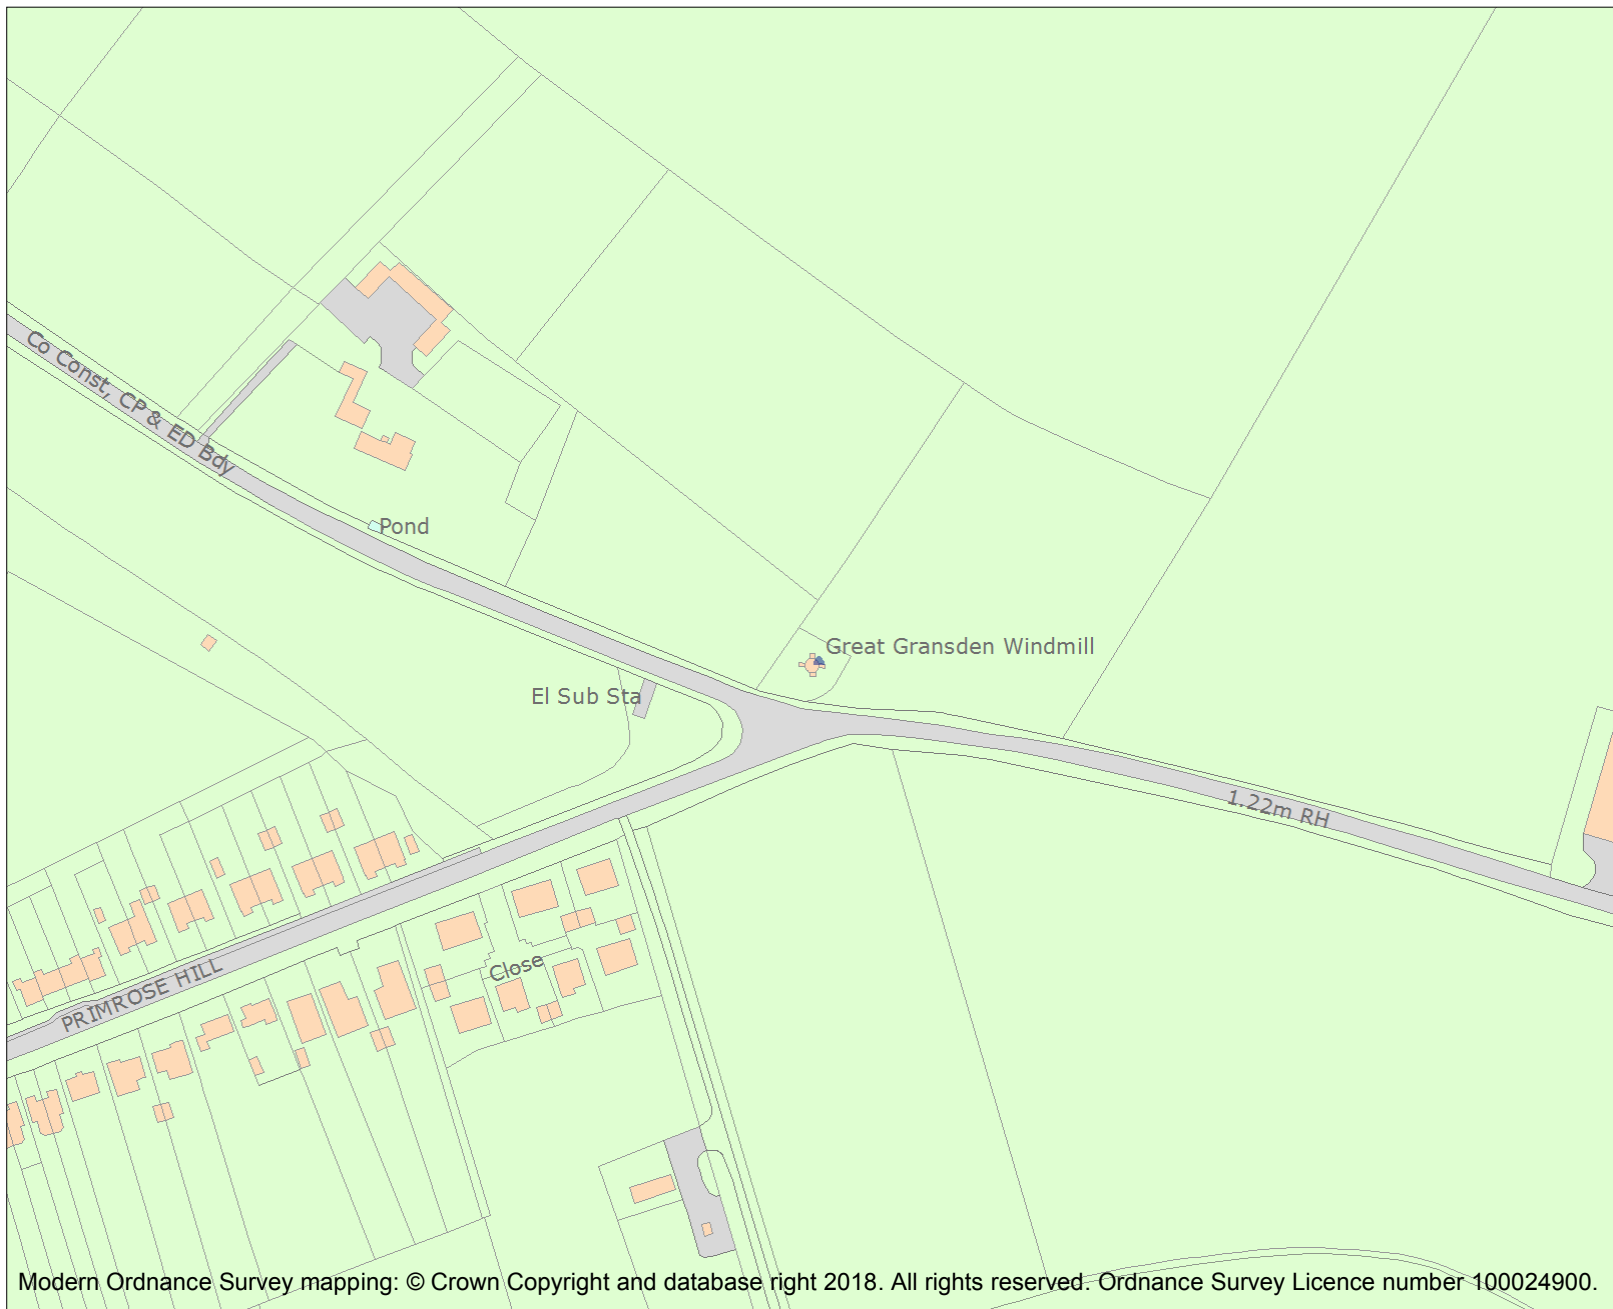 Co Const, CP & ED Bdy
Pond
Great Gransden Windmill
El Sub Sta
1.22m RH
Close
PRIMROSE HILL
Modern Ordnance Survey mapping: © Crown Copyright and database right 2018. All rights reserved. Ordnance Survey Licence number 100024900.